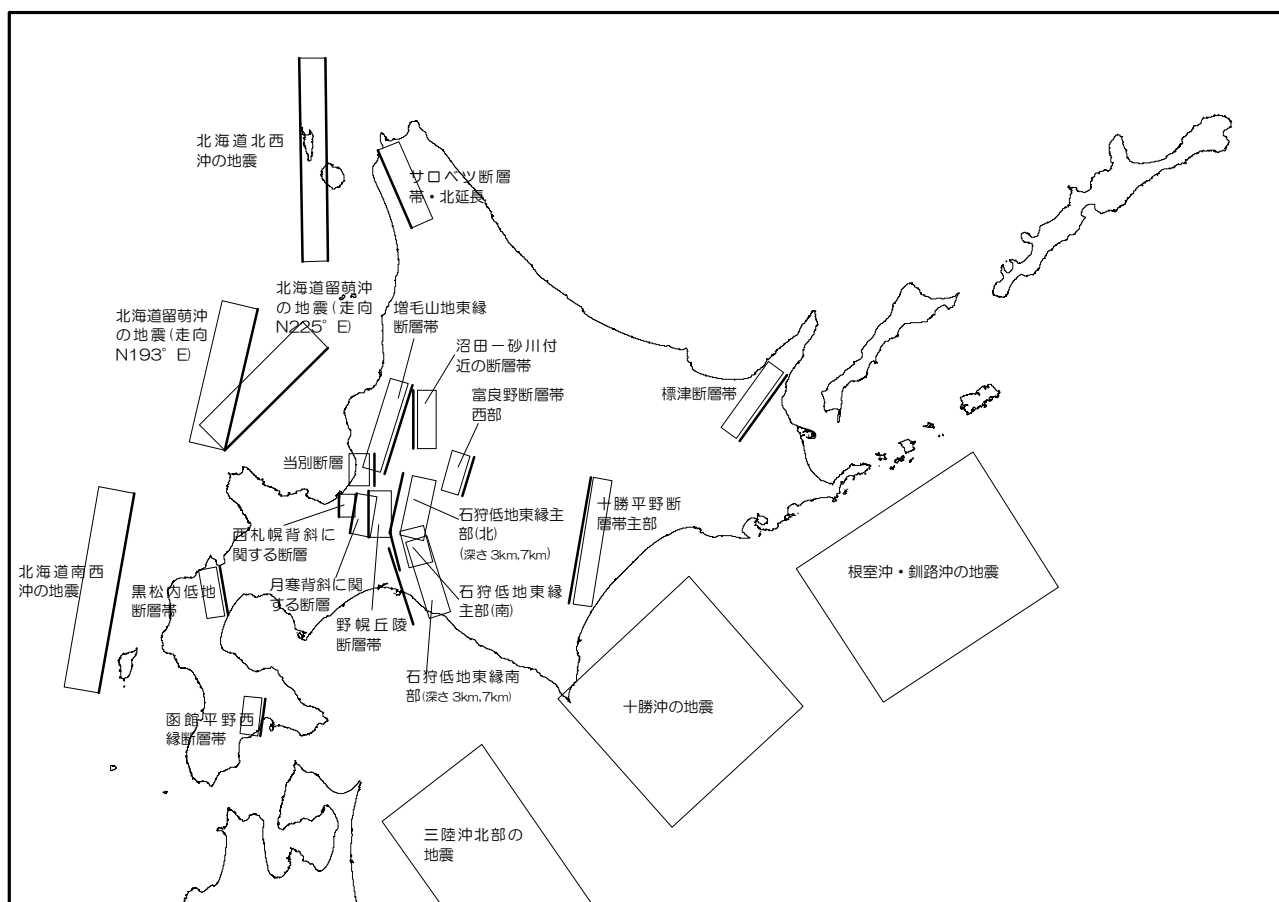 北海道北西
沖の地震
サロベツ断層
帯・北延長
北海道留萌沖
の地震(走向
N225°E)
北海道留萌沖
の地震(走向
N193°E)
増毛山地東縁
断層帯
沼田ー砂川付
近の断層帯
富良野断層帯
西部
標津断層帯
当別断層
西札幌背斜に
関する断層
月寒背斜に関
する断層
野幌丘陵
断層帯
石狩低地東縁主
部(北)
(深さ3km,7km)
石狩低地東縁
主部(南)
石狩低地東縁南
部(深さ3km,7km)
十勝平野断
層帯主部
北海道南西
沖の地震
黒松内低地
断層帯
函館平野西
縁断層帯
根室沖・釧路沖の地震
十勝沖の地震
三陸沖北部の
地震